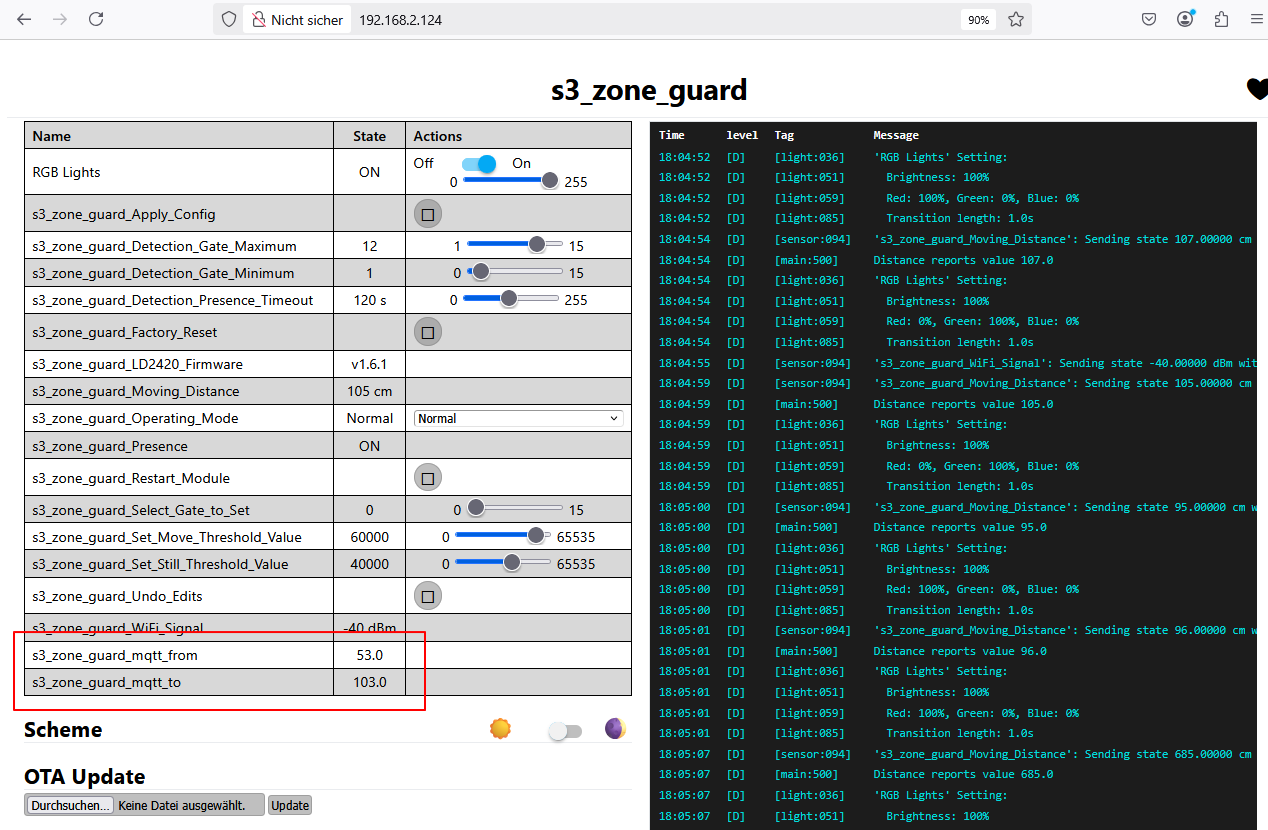 Nicht sicher 192.168.2.124 90%
s3_zone_guard
Name State Actions
RGB Lights ON Off On
0 255
s3_zone_guard_Apply_Config
s3_zone_guard_Detection_Gate_Maximum 12 1 15
s3_zone_guard_Detection_Gate_Minimum 1 0 15
s3_zone_guard_Detection_Presence_Timeout 120 s 0 255
s3_zone_guard_Factory_Reset
s3_zone_guard_LD2420_Firmware v1.6.1
s3_zone_guard_Moving_Distance 105 cm
s3_zone_guard_Operating_Mode Normal Normal
s3_zone_guard_Presence ON
s3_zone_guard_Restart_Module
s3_zone_guard_Select_Gate_to_Set 0 0 15
s3_zone_guard_Set_Move_Threshold_Value 60000 0 65535
s3_zone_guard_Set_Still_Threshold_Value 40000 0 65535
s3_zone_guard_Undo_Edits
s3_zone_guard_WiFi_Signal -40 dBm
s3_zone_guard_mqtt_from 53.0
s3_zone_guard_mqtt_to 103.0
Scheme
OTA Update
Durchsuchen... Keine Datei ausgewählt. Update
Time level Tag Message
18:04:52 [D] [light:036] 'RGB Lights' Setting:
18:04:52 [D] [light:051] Brightness: 100%
18:04:52 [D] [light:059] Red: 100%, Green: 0%, Blue: 0%
18:04:52 [D] [light:085] Transition length: 1.0s
18:04:54 [D] [sensor:094] 's3_zone_guard_Moving_Distance': Sending state 107.00000 cm
18:04:54 [D] [main:500] Distance reports value 107.0
18:04:54 [D] [light:036] 'RGB Lights' Setting:
18:04:54 [D] [light:051] Brightness: 100%
18:04:54 [D] [light:059] Red: 0%, Green: 100%, Blue: 0%
18:04:54 [D] [light:085] Transition length: 1.0s
18:04:55 [D] [sensor:094] 's3_zone_guard_WiFi_Signal': Sending state -40.00000 dBm wit
18:04:59 [D] [sensor:094] 's3_zone_guard_Moving_Distance': Sending state 105.00000 cm
18:04:59 [D] [main:500] Distance reports value 105.0
18:04:59 [D] [light:036] 'RGB Lights' Setting:
18:04:59 [D] [light:051] Brightness: 100%
18:04:59 [D] [light:059] Red: 0%, Green: 100%, Blue: 0%
18:04:59 [D] [light:085] Transition length: 1.0s
18:05:00 [D] [sensor:094] 's3_zone_guard_Moving_Distance': Sending state 95.00000 cm w
18:05:00 [D] [main:500] Distance reports value 95.0
18:05:00 [D] [light:036] 'RGB Lights' Setting:
18:05:00 [D] [light:051] Brightness: 100%
18:05:00 [D] [light:059] Red: 100%, Green: 0%, Blue: 0%
18:05:00 [D] [light:085] Transition length: 1.0s
18:05:01 [D] [sensor:094] 's3_zone_guard_Moving_Distance': Sending state 96.00000 cm w
18:05:01 [D] [main:500] Distance reports value 96.0
18:05:01 [D] [light:036] 'RGB Lights' Setting:
18:05:01 [D] [light:051] Brightness: 100%
18:05:01 [D] [light:059] Red: 100%, Green: 0%, Blue: 0%
18:05:01 [D] [light:085] Transition length: 1.0s
18:05:07 [D] [sensor:094] 's3_zone_guard_Moving_Distance': Sending state 685.00000 cm
18:05:07 [D] [main:500] Distance reports value 685.0
18:05:07 [D] [light:036] 'RGB Lights' Setting:
18:05:07 [D] [light:051] Brightness: 100%